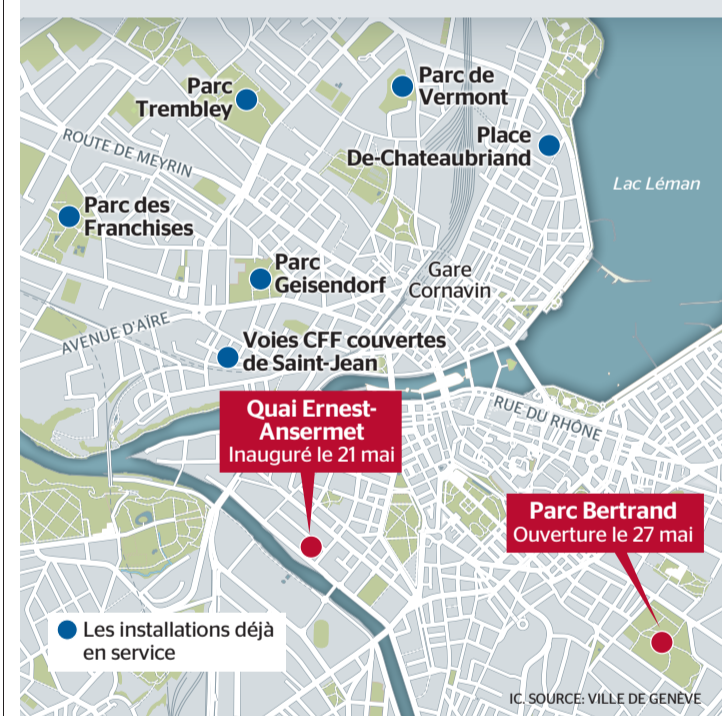 Parc
Trembley
Parc de
Vermont
Place
De-Chateaubriand
ROUTE DE MEYRIN
Lac Léman
Parc des
Franchises
Parc
Geisendorf
Gare
Cornavin
AVENUE D'AÏRE
Voies CFF couvertes
de Saint-Jean
Quai Ernest-
Ansermet
Inauguré le 21 mai
RUE DU RHÔNE
Parc Bertrand
Ouverture le 27 mai
Les installations déjà
en service
IC. SOURCE: VILLE DE GENÈVE